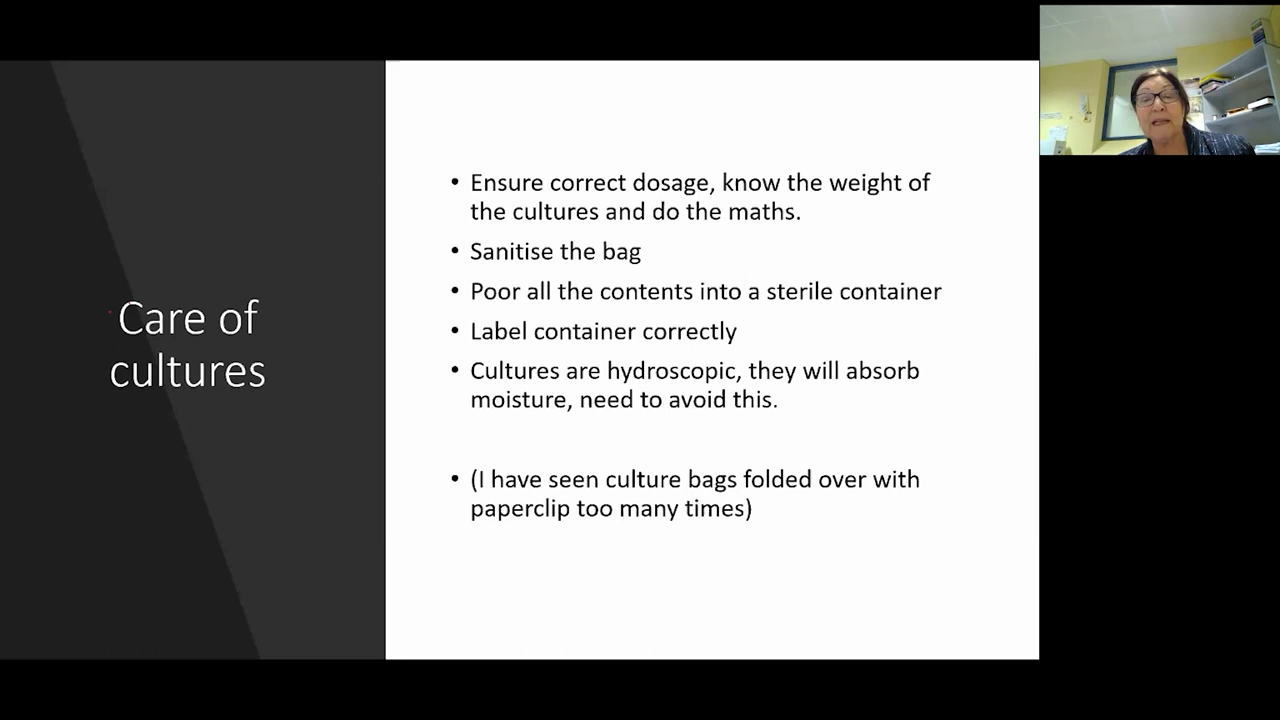 Care of
cultures
• Ensure correct dosage, know the weight of
the cultures and do the maths.
• Sanitise the bag
• Poor all the contents into a sterile container
• Label container correctly
• Cultures are hydroscopic, they will absorb
moisture, need to avoid this.
• (I have seen culture bags folded over with
paperclip too many times)